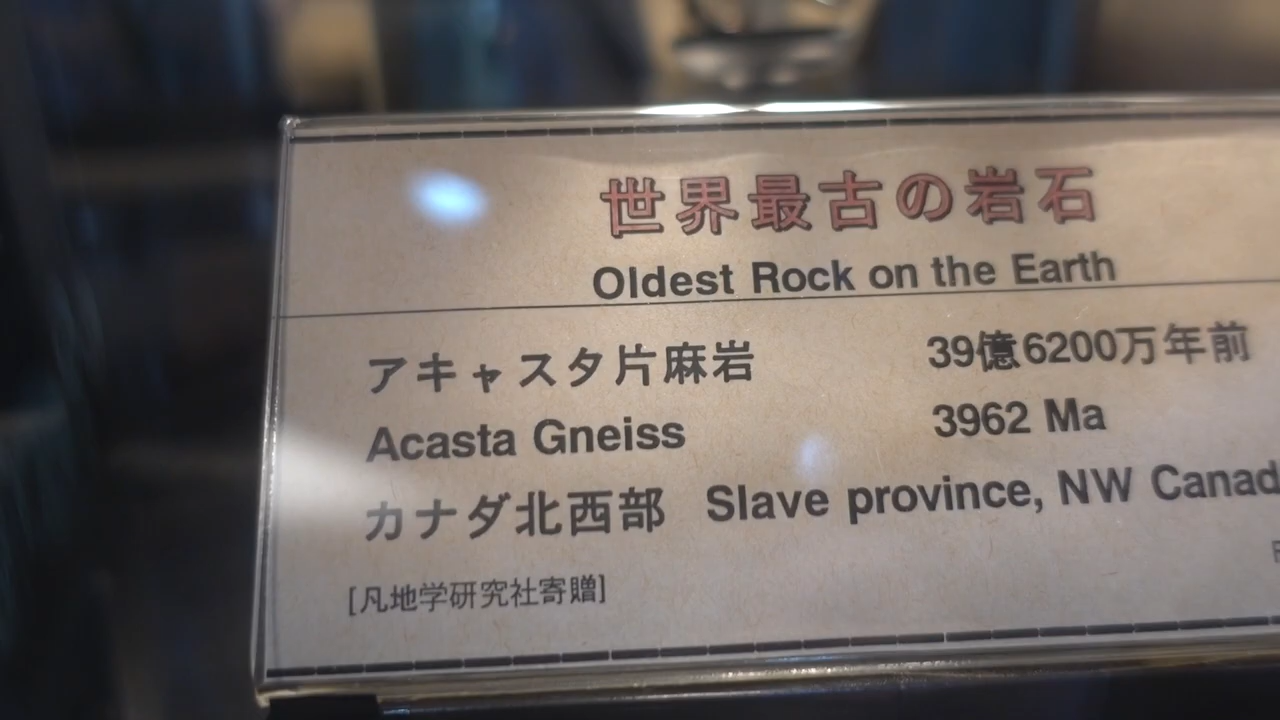 世界最古の岩石
Oldest Rock on the Earth
アキャスタ片麻岩 39億6200万年前
Acasta Gneiss 3962 Ma
カナダ北西部 Slave province, NW Canad
[凡地学研究社寄贈]